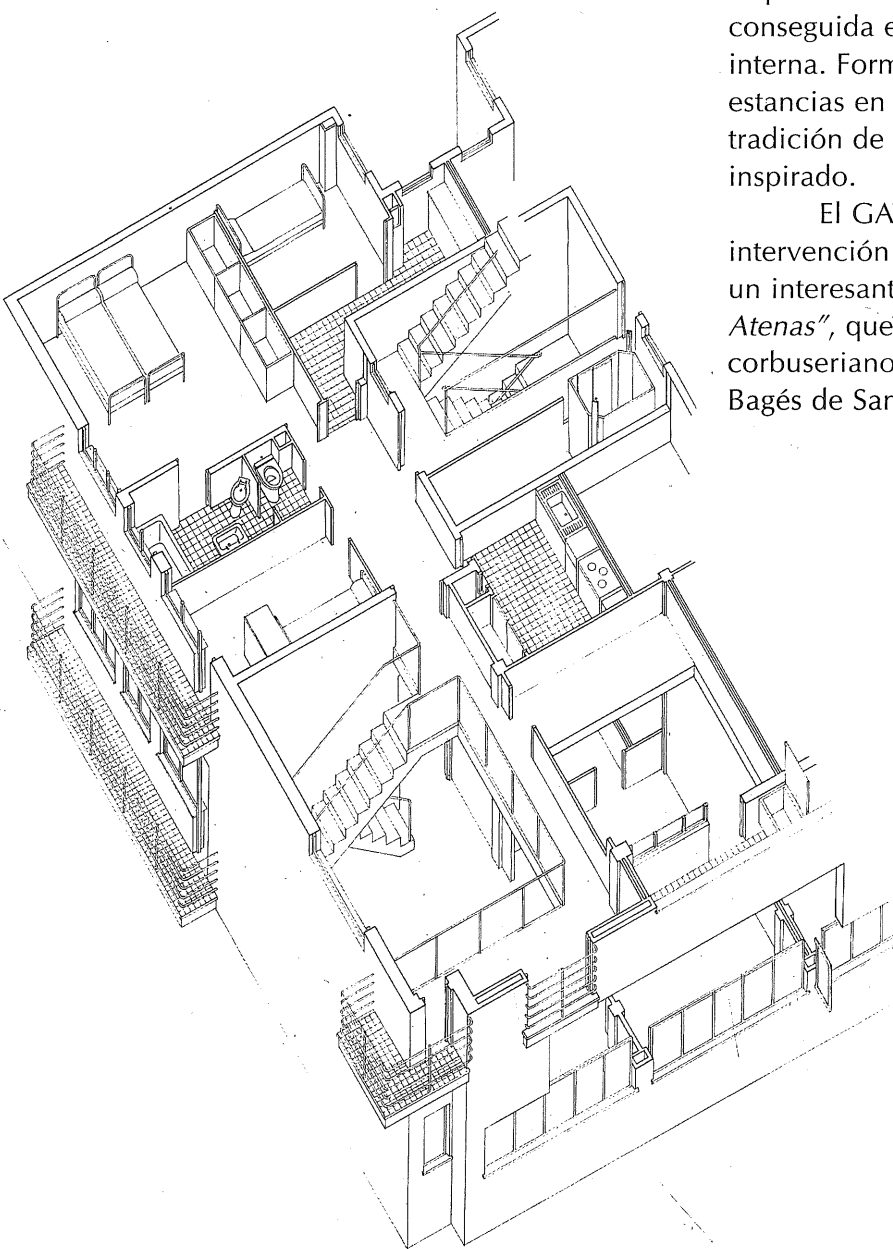 conseguida e
interna. Form
estancias en
tradición de
inspirado.
El GA
intervención
un interesant
Atenas", que
corbuseriano
Bagés de Sar